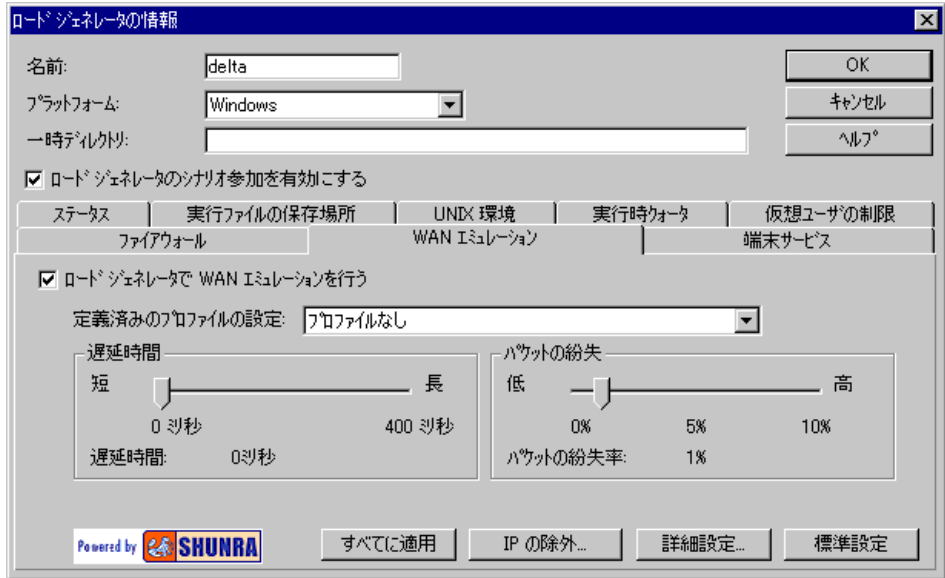 ロードジェネレータの情報
名前: delta OK
プラットフォーム: Windows キャンセル
一時ディレクトリ: ヘルプ
ロードジェネレータのシナリオ参加を有効にする
ステータス 実行ファイルの保存場所 UNIX 環境 実行時クォータ 仮想ユーザの制限
ファイアウォール WAN エミュレーション 端末サービス
ロードジェネレータで WAN エミュレーションを行う
定義済みのプロファイルの設定: プロファイルなし
遅延時間 パケットの紛失
短 長 低 高
0 ミリ秒 400 ミリ秒 0% 5% 10%
遅延時間: 0ミリ秒 パケットの紛失率: 1%
Powered by SHUNRA すべてに適用 IP の除外... 詳細設定... 標準設定